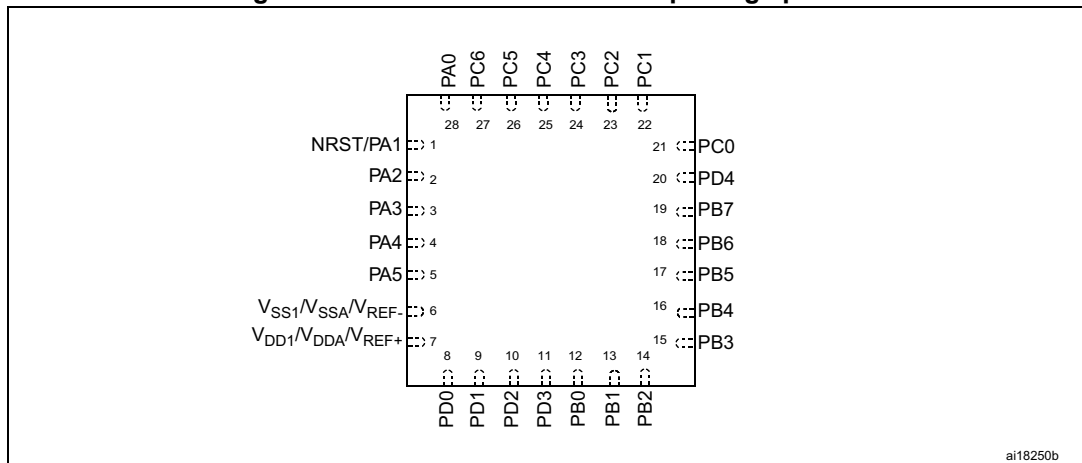 PA0 PC6 PC5 PC4 PC3 PC2 PC1
28 27 26 25 24 23 22
NRST/PA1 1 21 PC0
PA2 2 20 PD4
PA3 3 19 PB7
PA4 4 18 PB6
PA5 5 17 PB5
VSS1/VSSA/VREF- 6 16 PB4
VDD1/VDDA/VREF+ 7 15 PB3
8 9 10 11 12 13 14
PD0 PD1 PD2 PD3 PB0 PB1 PB2
ai18250b